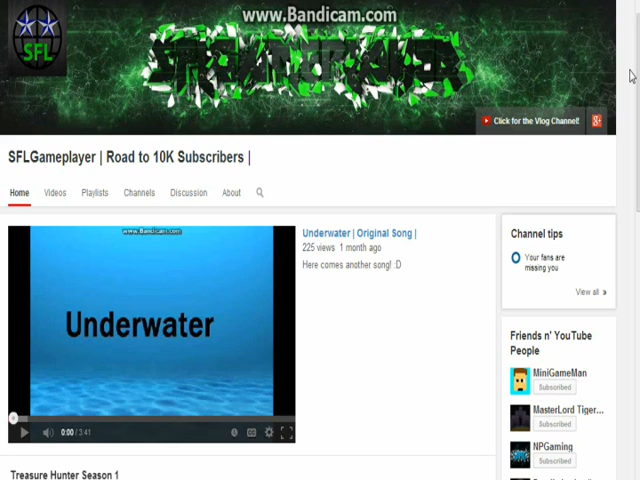 www.Bandicam.com
SFL
Click for the Vlog Channel!
g+
SFLGameplayer | Road to 10K Subscribers |
Home Videos Playlists Channels Discussion About
www.Bandicam.com
Underwater
0:00 / 3:41
Underwater | Original Song |
225 views 1 month ago
Here comes another song! :D
Channel tips
Your fans are
missing you
View all »
Friends n' YouTube
People
MiniGameMan
Subscribed
MasterLord Tiger...
Subscribed
NPGaming
Subscribed
Treasure Hunter Season 1